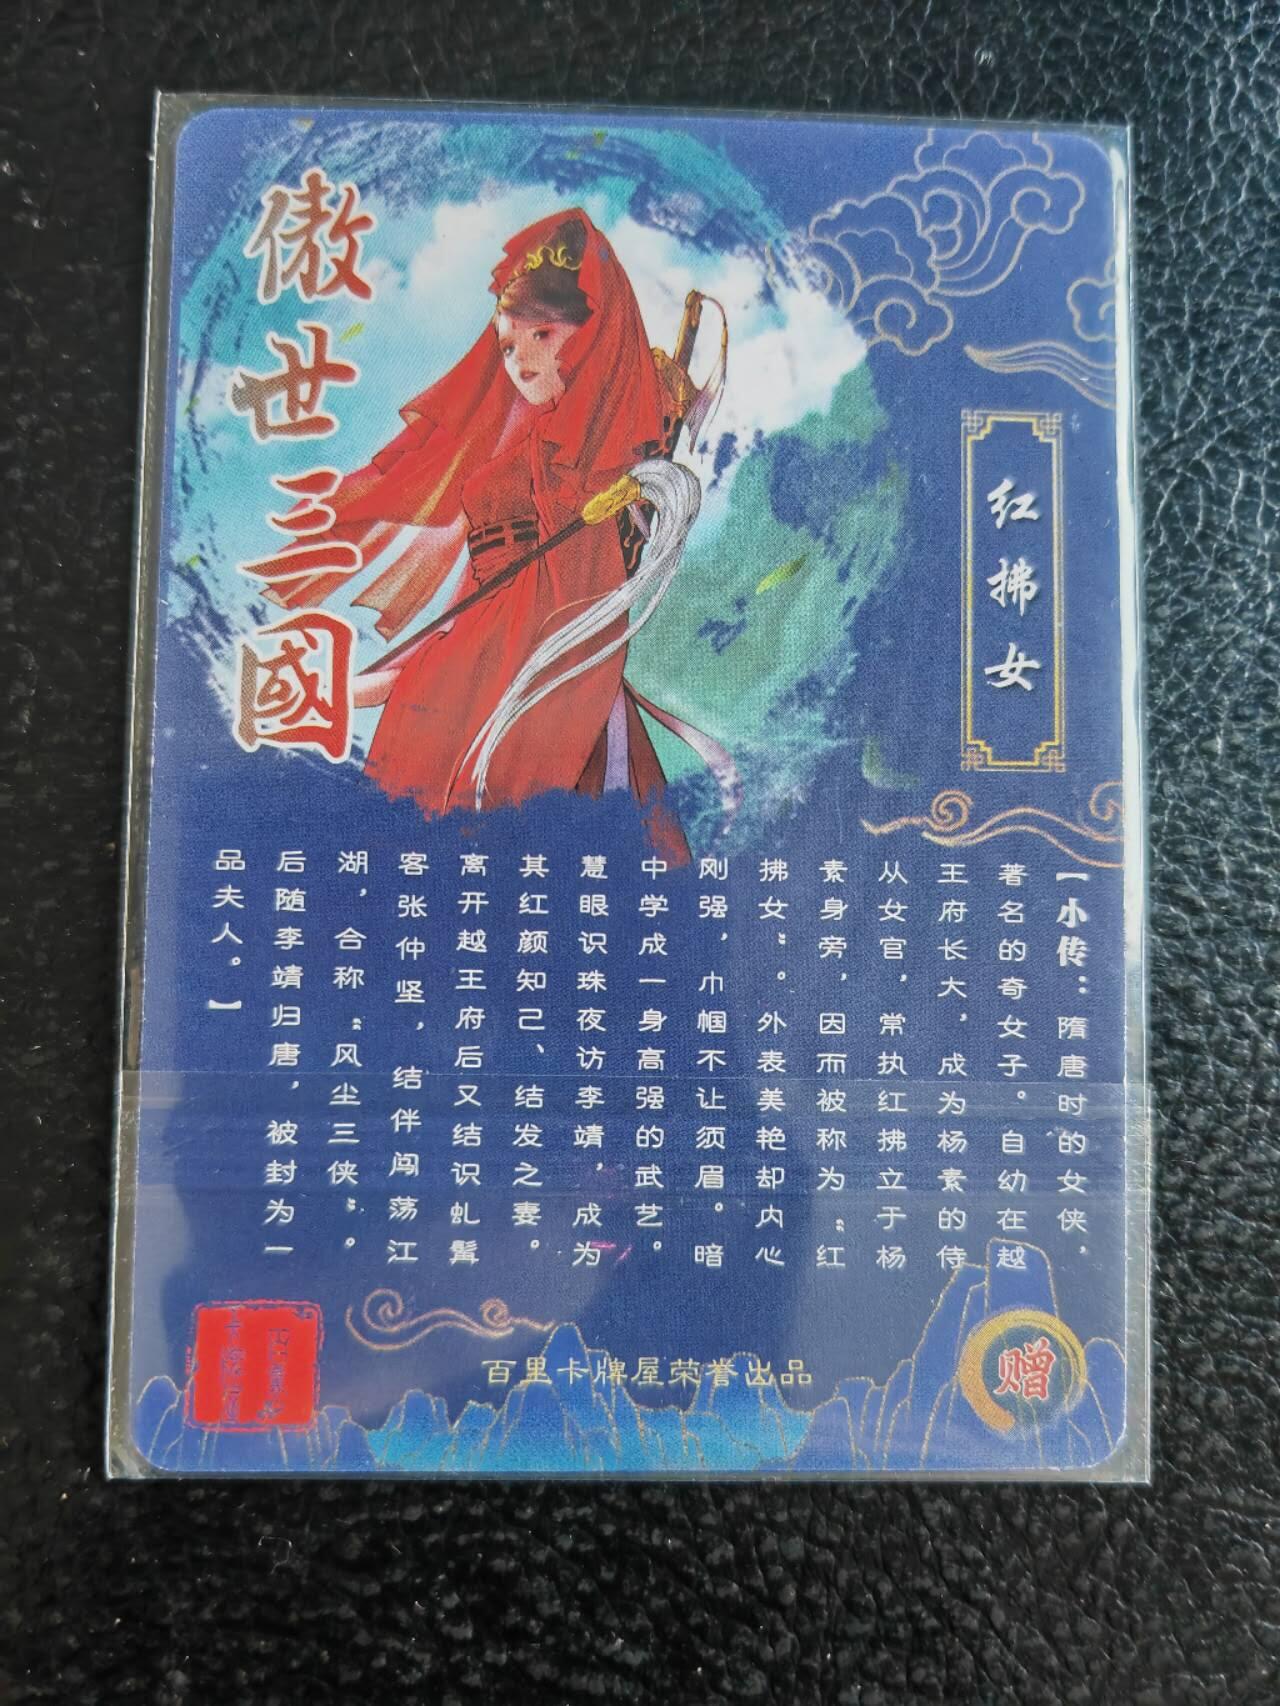 傲世三國
红拂女
【小传：隋唐时的女侠，
著名的奇女子。自幼在越
王府长大，成为杨素的侍
从女官，常执红拂立于杨
素身旁，因而被称为“红
拂女”。外表美艳却内心
刚强，巾帼不让须眉。暗
中学成一身高强的武艺。
慧眼识珠夜访李靖，成为
其红颜知己、结发之妻。
离开越王府后又结识虬髯
客张仲坚，结伴闯荡江
湖，合称“风尘三侠”。
后随李靖归唐，被封为一
品夫人。】
百里卡牌屋荣誉出品
赠